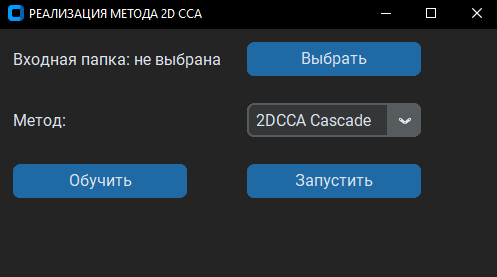 РЕАЛИЗАЦИЯ МЕТОДА 2D CCA
Входная папка: не выбрана
Выбрать
Метод:
2DCCA Cascade
Обучить
Запустить